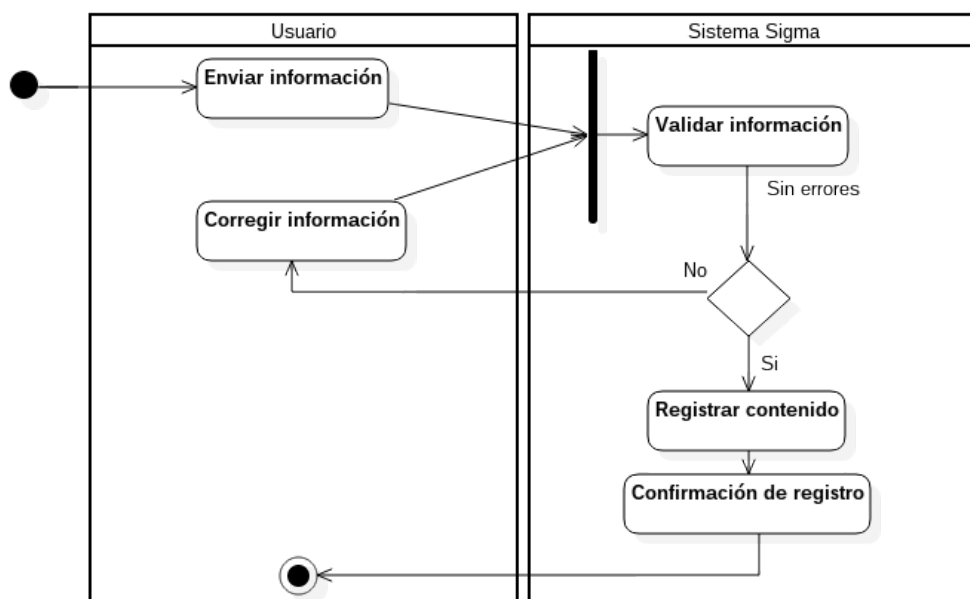 Usuario
Sistema Sigma
Enviar información
Validar información
Sin errores
Corregir información
No
Si
Registrar contenido
Confirmación de registro